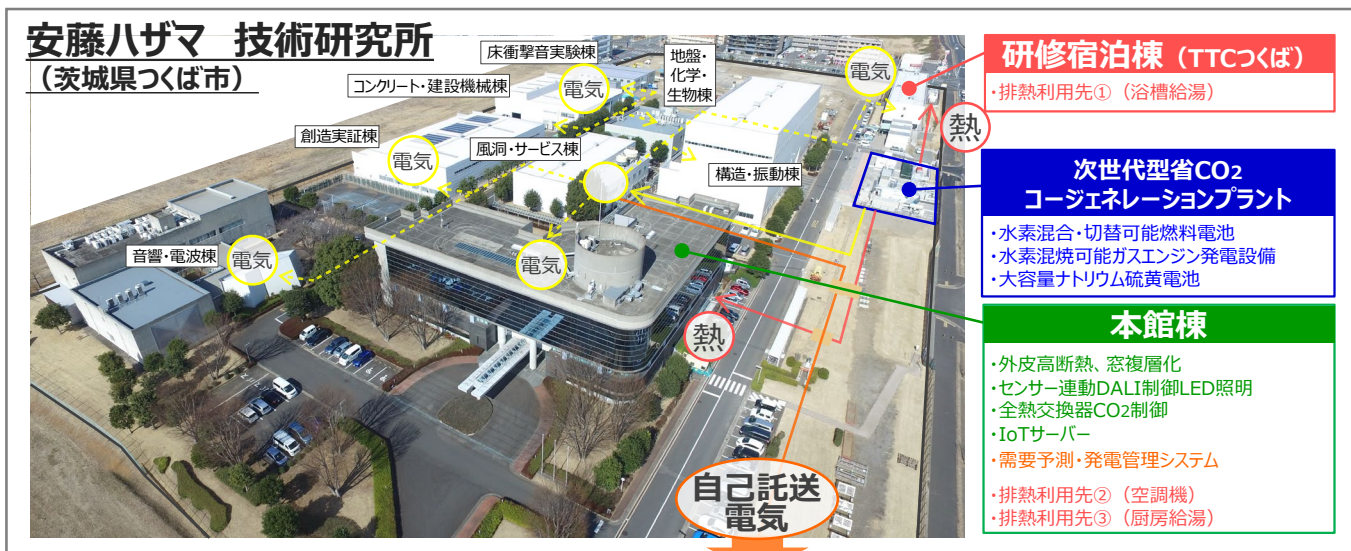 安藤ハザマ 技術研究所
（茨城県つくば市）
床衝撃音実験棟
コンクリート・建設機械棟
地盤・
化学・
生物棟
創造実証棟
風洞・サービス棟
構造・振動棟
音響・電波棟
電気
電気
電気
電気
電気
熱
熱
自己託送
電気
研修宿泊棟（TTCつくば）
・排熱利用先①（浴槽給湯）
次世代型省CO2
コージェネレーションプラント
・水素混合・切替可能燃料電池
・水素混焼可能ガスエンジン発電設備
・大容量ナトリウム硫黄電池
本館棟
・外皮高断熱、窓複層化
・センサー連動DALI制御LED照明
・全熱交換器CO2制御
・IoTサーバー
・需要予測・発電管理システム
・排熱利用先②（空調機）
・排熱利用先③（厨房給湯）